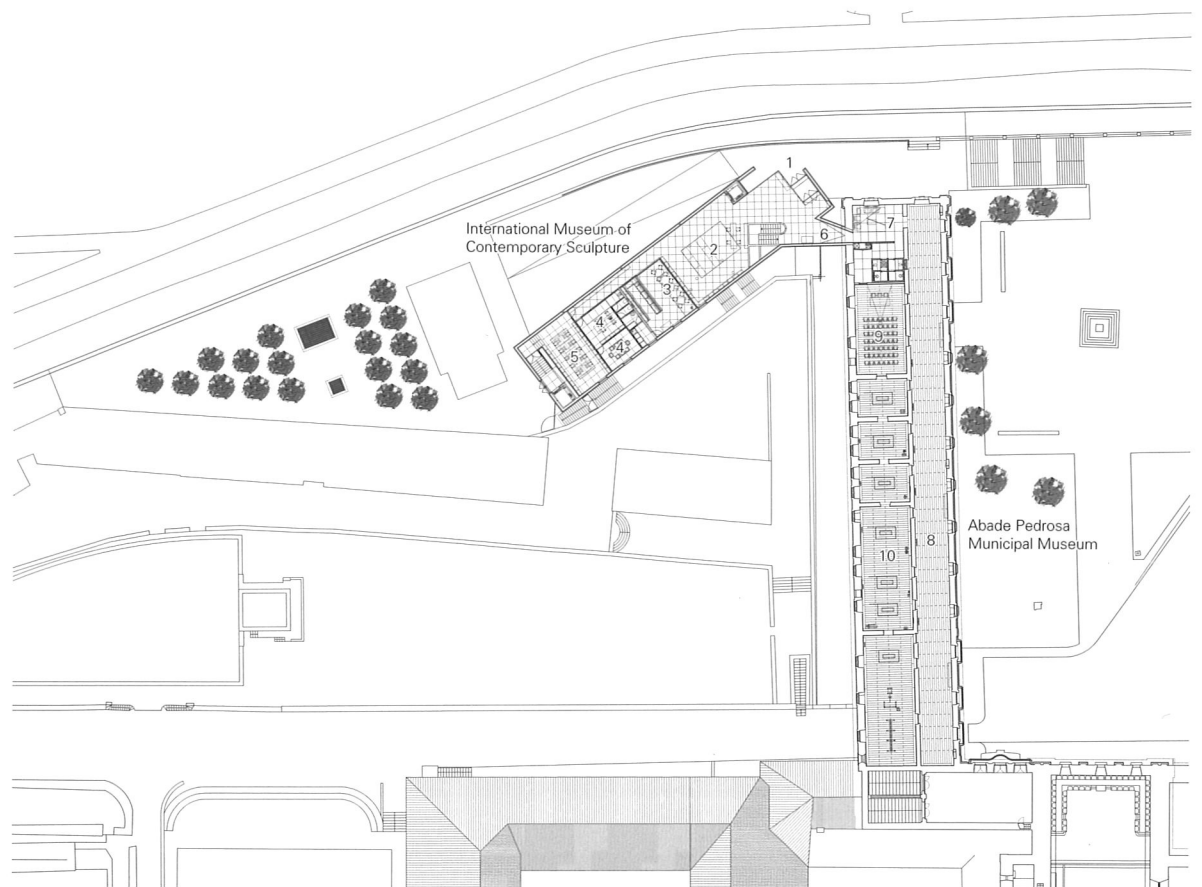 1
International Museum of
Contemporary Sculpture
2
6
7
3
4
4
5
9
10
8
Abade Pedrosa
Municipal Museum